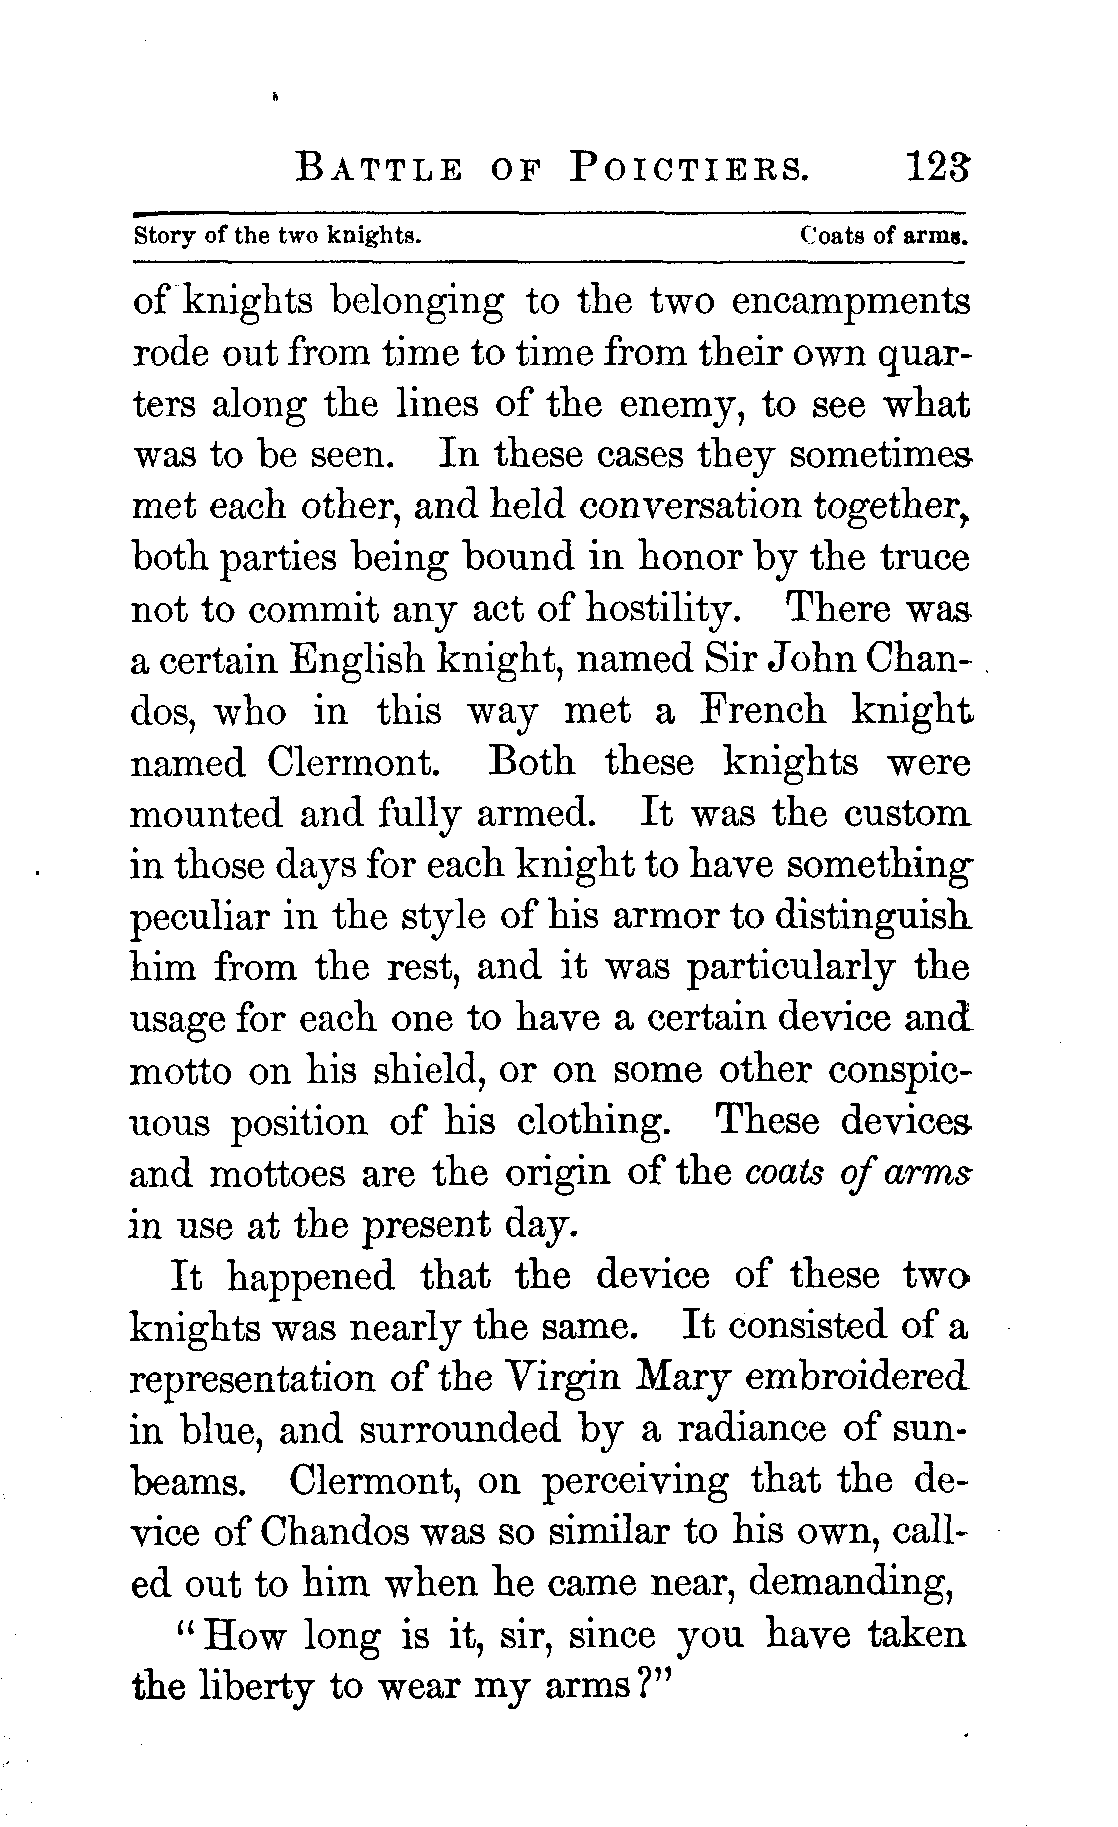 BATTLE OF POICTIERS. 123
Story of the two knights. Coats of arms.
of knights belonging to the two encampments
rode out from time to time from their own quar-
ters along the lines of the enemy, to see what
was to be seen. In these cases they sometimes
met each other, and held conversation together,
both parties being bound in honor by the truce
not to commit any act of hostility. There was
a certain English knight, named Sir John Chan-
dos, who in this way met a French knight
named Clermont. Both these knights were
mounted and fully armed. It was the custom
in those days for each knight to have something
peculiar in the style of his armor to distinguish
him from the rest, and it was particularly the
usage for each one to have a certain device and
motto on his shield, or on some other conspic-
uous position of his clothing. These devices
and mottoes are the origin of the coats of arms
in use at the present day.
It happened that the device of these two
knights was nearly the same. It consisted of a
representation of the Virgin Mary embroidered
in blue, and surrounded by a radiance of sun-
beams. Clermont, on perceiving that the de-
vice of Chandos was so similar to his own, call-
ed out to him when he came near, demanding,
"How long is it, sir, since you have taken
the liberty to wear my arms?"